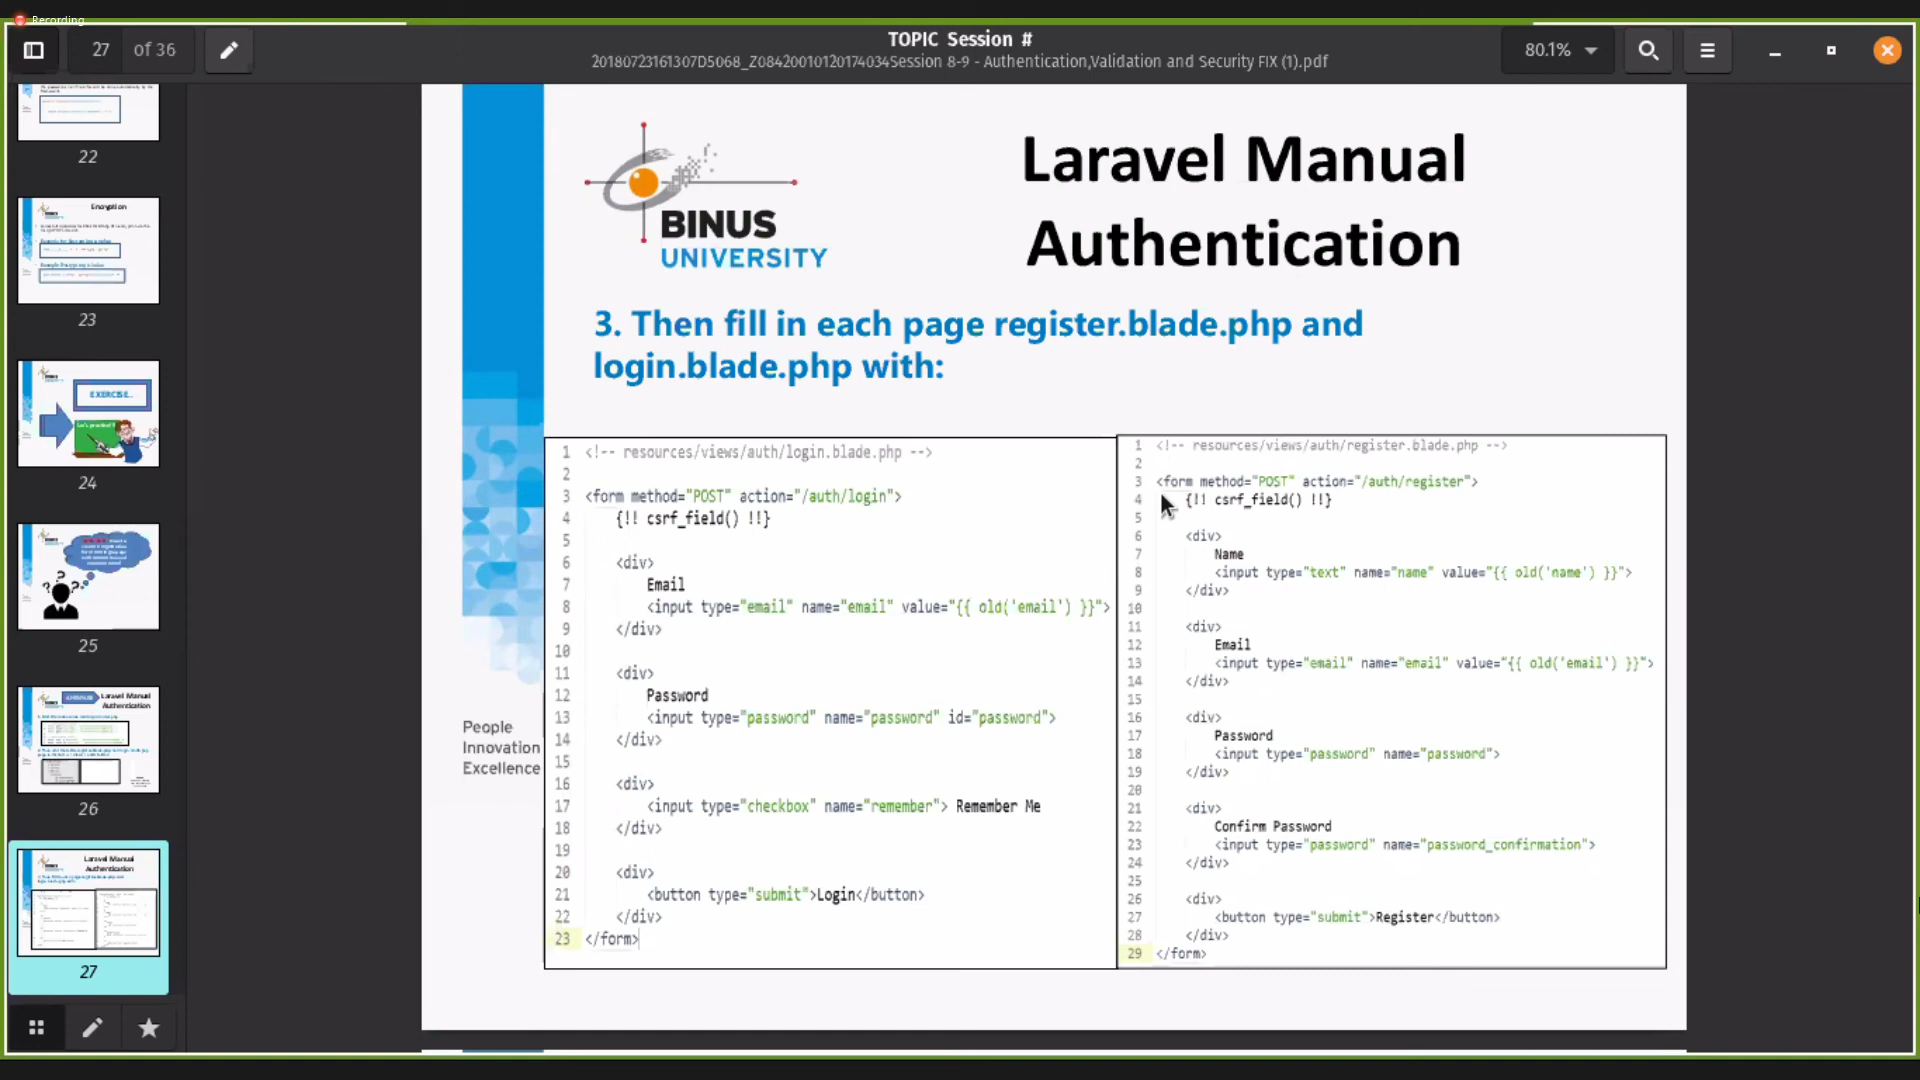 Recording
27 of 36
TOPIC Session #
20180723161307D5068_Z08420010120174034Session 8-9 - Authentication,Validation and Security FIX (1).pdf
80.1%
22
Encryption
23
EXERCISE..
24
25
Laravel Manual
Authentication
26
Laravel Manual
Authentication
27
BINUS
UNIVERSITY
Laravel Manual
Authentication
3. Then fill in each page register.blade.php and
login.blade.php with:
People
Innovation
Excellence
1 <!-- resources/views/auth/login.blade.php -->
2
3 <form method="POST" action="/auth/login">
4 {!! csrf_field() !!}
5
6 <div>
7 Email
8 <input type="email" name="email" value="{{ old('email') }}">
9 </div>
10
11 <div>
12 Password
13 <input type="password" name="password" id="password">
14 </div>
15
16 <div>
17 <input type="checkbox" name="remember"> Remember Me
18 </div>
19
20 <div>
21 <button type="submit">Login</button>
22 </div>
23 </form>
1 <!-- resources/views/auth/register.blade.php -->
2
3 <form method="POST" action="/auth/register">
4 {!! csrf_field() !!}
5
6 <div>
7 Name
8 <input type="text" name="name" value="{{ old('name') }}">
9 </div>
10
11 <div>
12 Email
13 <input type="email" name="email" value="{{ old('email') }}">
14 </div>
15
16 <div>
17 Password
18 <input type="password" name="password">
19 </div>
20
21 <div>
22 Confirm Password
23 <input type="password" name="password_confirmation">
24 </div>
25
26 <div>
27 <button type="submit">Register</button>
28 </div>
29 </form>